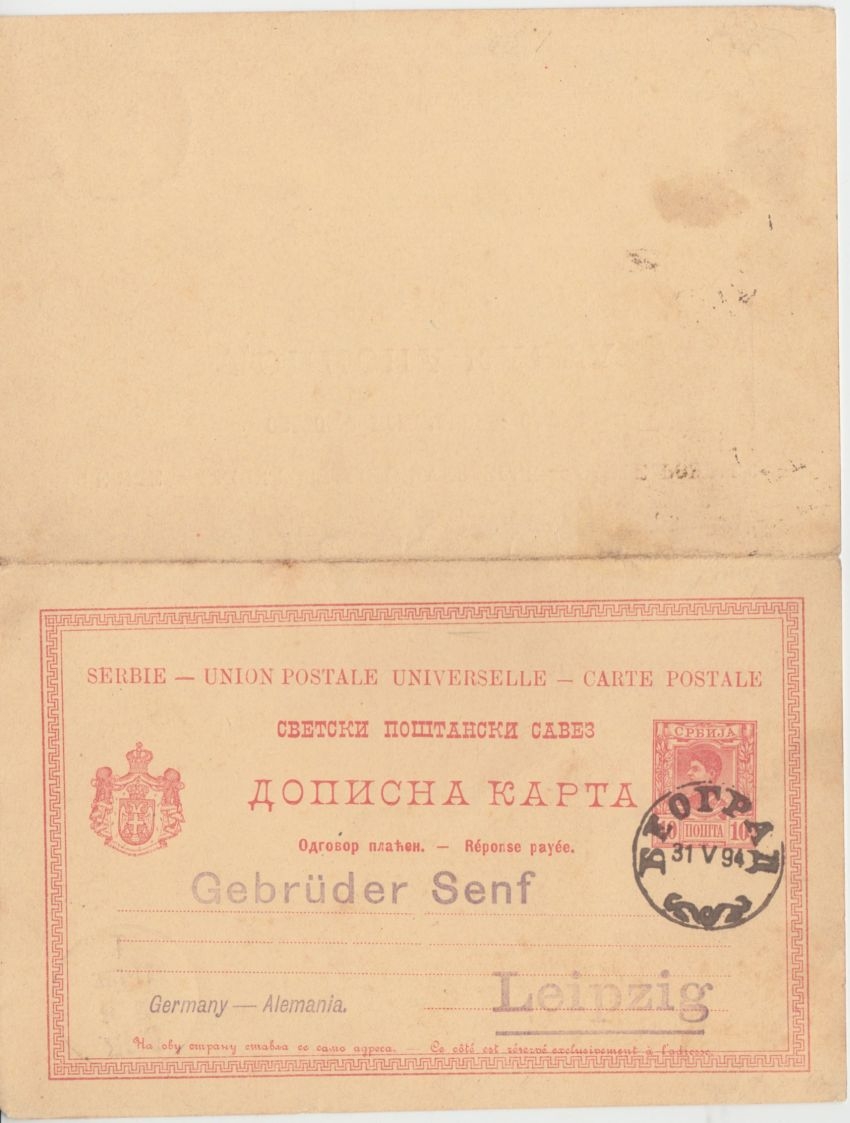 SERBIE — UNION POSTALE UNIVERSELLE — CARTE POSTALE
СВЕТСКИ ПОШТАНСКИ САВЕЗ
СРБИЈА
ДОПИСНА КАРТА
10 ПОШТА 10
Одговор плаћен. — Réponse payée.
БЕОГРАД
31 V 94
Gebrüder Senf
Leipzig
Germany — Alemania.
На ову страну ставља се само адреса. — Ce côté est réservé exclusivement à l'adresse.